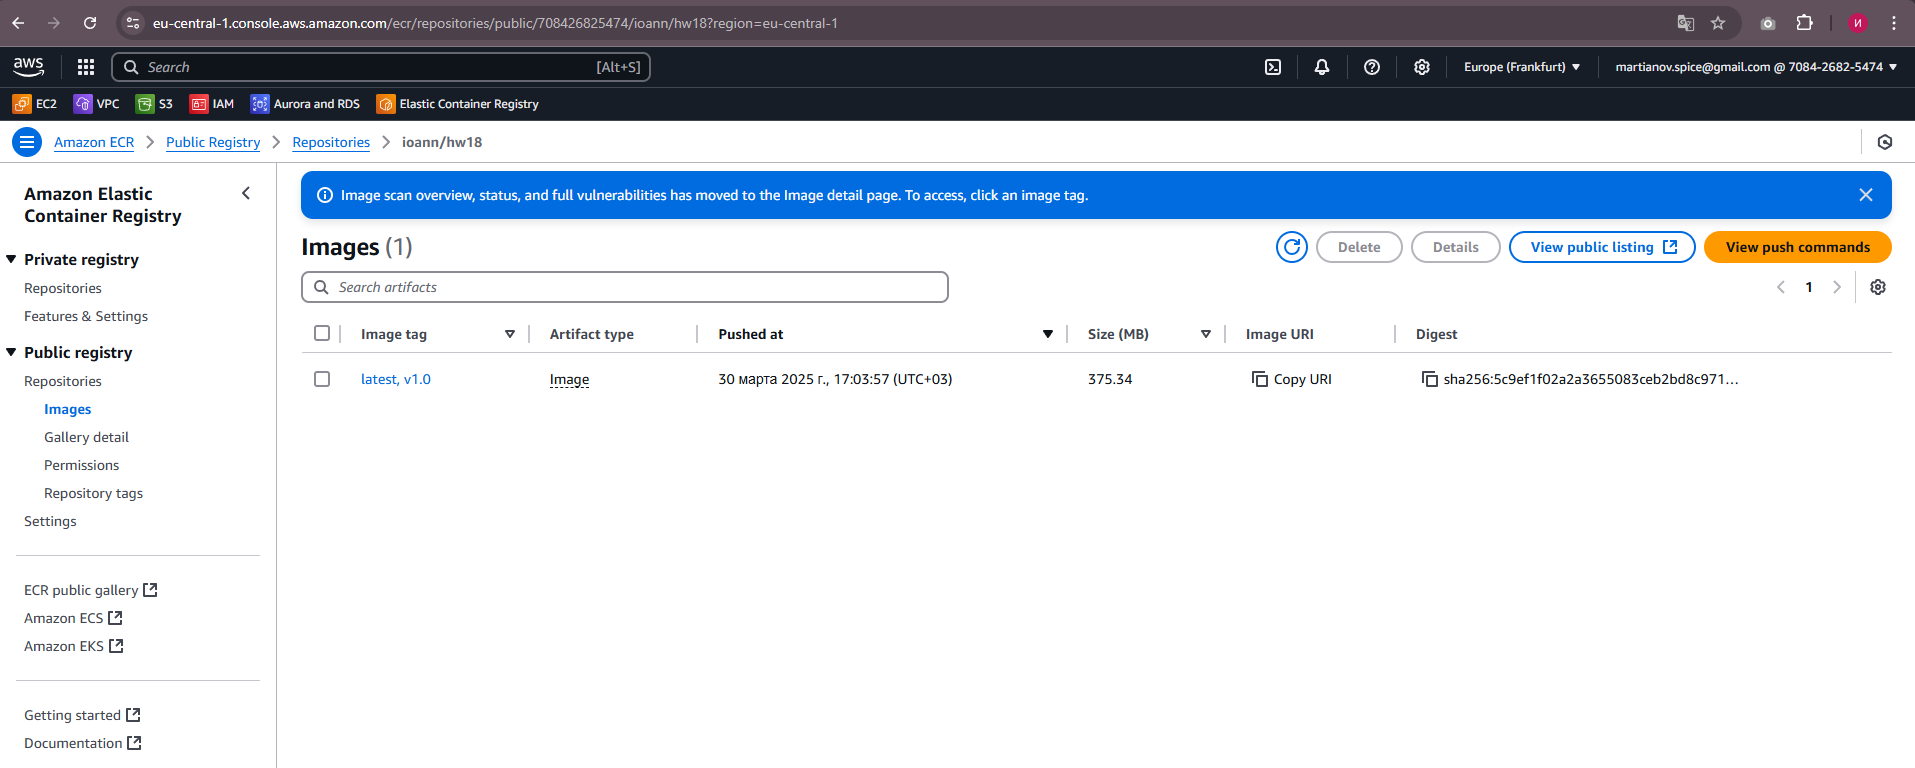 eu-central-1.console.aws.amazon.com/ecr/repositories/public/708426825474/ioann/hw18?region=eu-central-1
И
aws
Search [Alt+S]
Europe (Frankfurt)
martianov.spice@gmail.com @ 7084-2682-5474
EC2 VPC S3 IAM Aurora and RDS Elastic Container Registry
Amazon ECR Public Registry Repositories ioann/hw18
Amazon Elastic
Container Registry
Private registry
Repositories
Features & Settings
Public registry
Repositories
Images
Gallery detail
Permissions
Repository tags
Settings
ECR public gallery
Amazon ECS
Amazon EKS
Getting started
Documentation
Image scan overview, status, and full vulnerabilities has moved to the Image detail page. To access, click an image tag.
Images (1)
Delete Details View public listing View push commands
Search artifacts
1
Image tag Artifact type Pushed at Size (MB) Image URI Digest
latest, v1.0 Image 30 марта 2025 г., 17:03:57 (UTC+03) 375.34 Copy URI sha256:5c9ef1f02a2a3655083ceb2bd8c971...